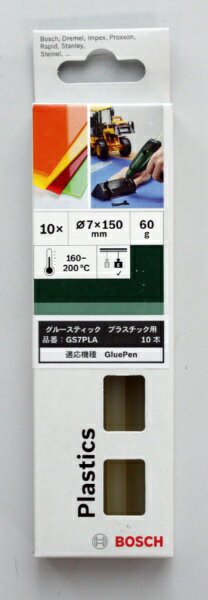 Bosch, Dremel, Impex, Proxxon,
Rapid, Stanley,
Steinel ...
10× Ø7×150 mm 60 g
160–
200 °C
グルースティック プラスチック用
品番：GS7PLA 10本
適応機種 GluePen
Plastics
BOSCH